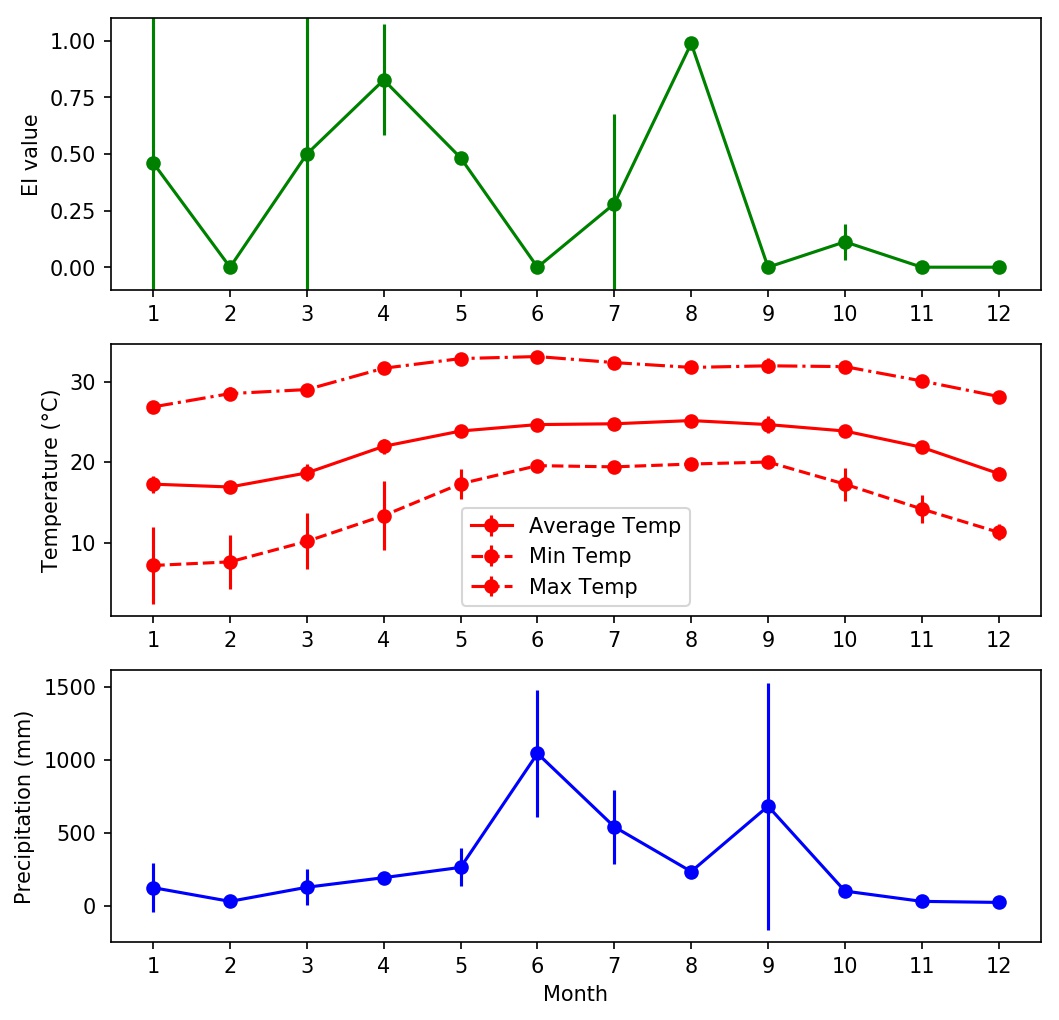 1.00
0.75
0.50
0.25
0.00
EI value
1 2 3 4 5 6 7 8 9 10 11 12
30
20
10
Temperature (°C)
Average Temp
Min Temp
Max Temp
1 2 3 4 5 6 7 8 9 10 11 12
1500
1000
500
0
Precipitation (mm)
1 2 3 4 5 6 7 8 9 10 11 12
Month